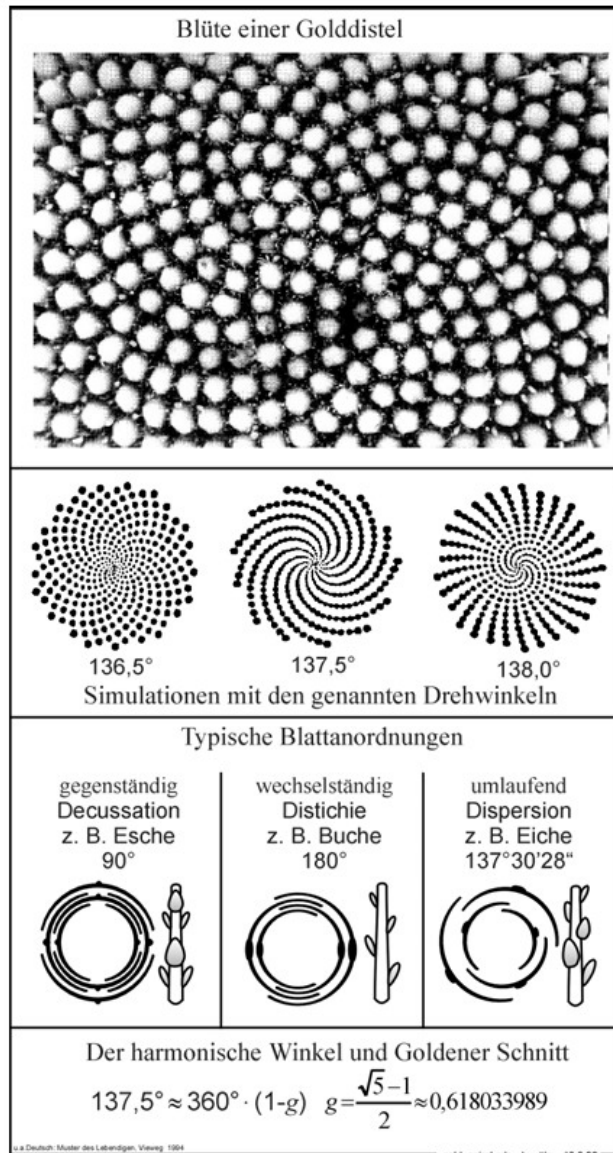 Blüte einer Golddistel
136,5°
137,5°
138,0°
Simulationen mit den genannten Drehwinkeln
Typische Blattanordnungen
gegenständig
Decussation
z. B. Esche
90°
wechselständig
Distichie
z. B. Buche
180°
umlaufend
Dispersion
z. B. Eiche
137°30'28“
Der harmonische Winkel und Goldener Schnitt
137,5° ≈ 360° · (1-g) g = (√5 − 1)/2 ≈ 0,618033989
u.a.Deutsch: Muster des Lebendigen, Vieweg 1994